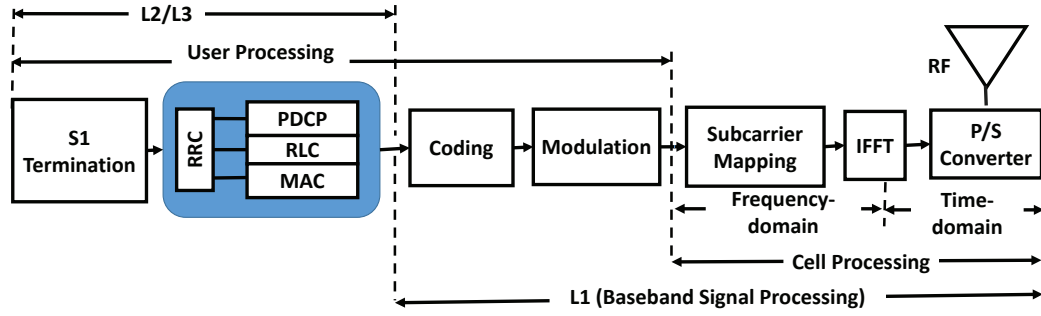 L2/L3
User Processing
RF
S1
Termination
RRC
PDCP
RLC
MAC
Coding
Modulation
Subcarrier
Mapping
IFFT
P/S
Converter
Frequency-
domain
Time-
domain
Cell Processing
L1 (Baseband Signal Processing)